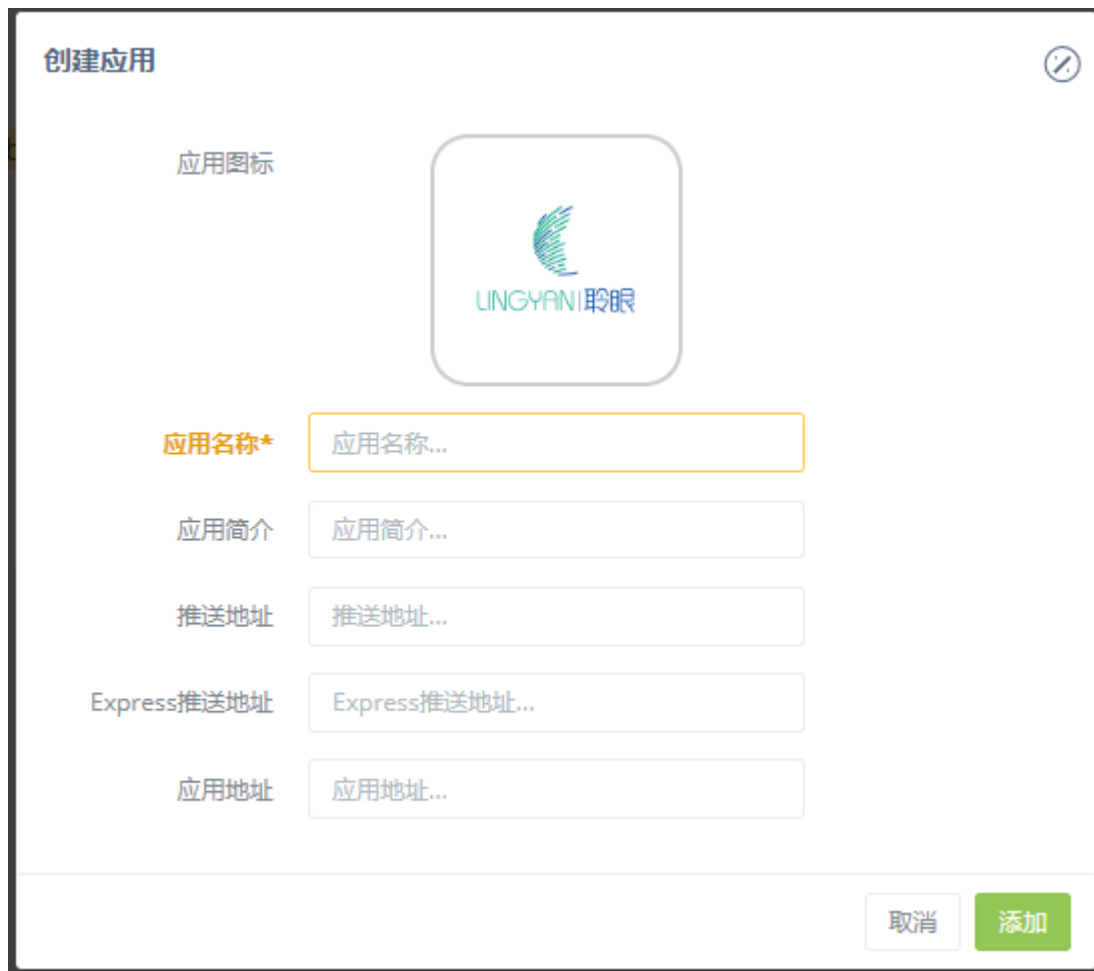 创建应用
应用图标
LINGYAN|聆眼
应用名称*
应用名称...
应用简介
应用简介...
推送地址
推送地址...
Express推送地址
Express推送地址...
应用地址
应用地址...
取消
添加